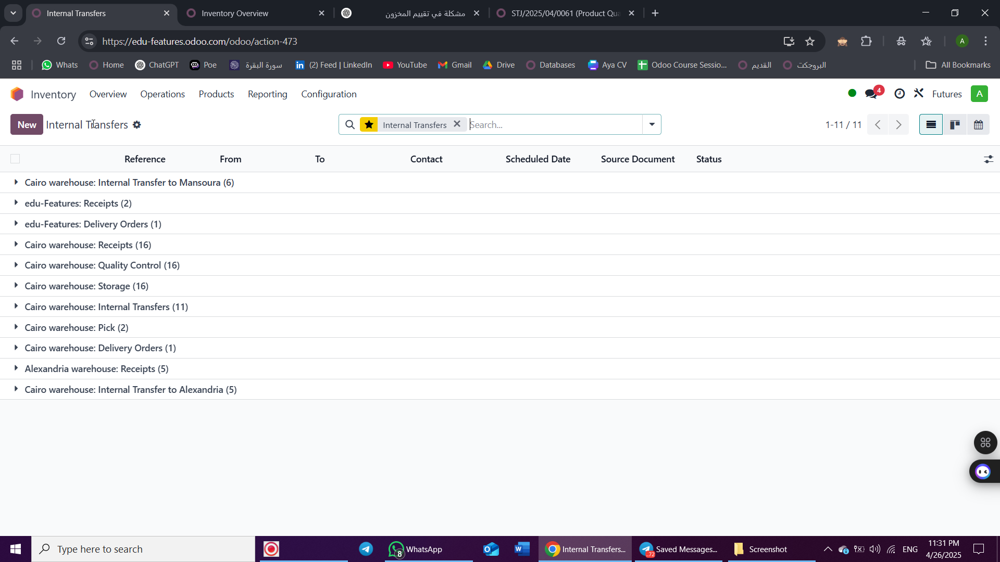 Internal Transfers
Inventory Overview
مشكلة في تقييم المخزون
STJ/2025/04/0061 (Product Qua
https://edu-features.odoo.com/odoo/action-473
A
Whats
Home
ChatGPT
Poe
سورة البقرة
(2) Feed | LinkedIn
YouTube
Gmail
Drive
Databases
Aya CV
Odoo Course Sessio...
القديم
البروجكت
All Bookmarks
Inventory
Overview
Operations
Products
Reporting
Configuration
4
Futures
A
New
Internal Transfers
Internal Transfers
Search...
1-11 / 11
Reference From To Contact Scheduled Date Source Document Status
Cairo warehouse: Internal Transfer to Mansoura (6)
edu-Features: Receipts (2)
edu-Features: Delivery Orders (1)
Cairo warehouse: Receipts (16)
Cairo warehouse: Quality Control (16)
Cairo warehouse: Storage (16)
Cairo warehouse: Internal Transfers (11)
Cairo warehouse: Pick (2)
Cairo warehouse: Delivery Orders (1)
Alexandria warehouse: Receipts (5)
Cairo warehouse: Internal Transfer to Alexandria (5)
Type here to search
8
WhatsApp
Internal Transfers...
..72
Saved Messages...
Screenshot
ENG
11:31 PM
4/26/2025